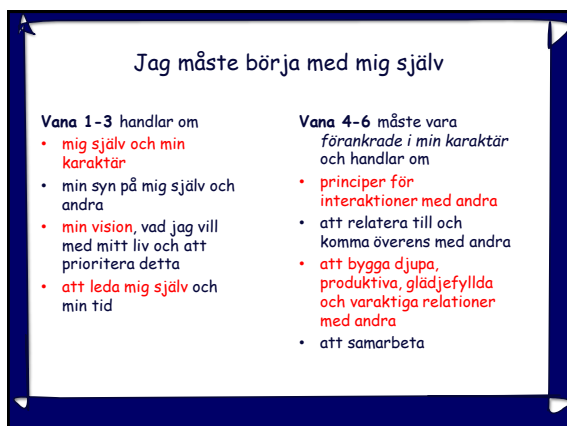 Jag måste börja med mig själv
Vana 1-3 handlar om
• mig själv och min
karaktär
• min syn på mig själv och
andra
• min vision, vad jag vill
med mitt liv och att
prioritera detta
• att leda mig själv och
min tid
Vana 4-6 måste vara
förankrade i min karaktär
och handlar om
• principer för
interaktioner med andra
• att relatera till och
komma överens med andra
• att bygga djupa,
produktiva, glädjefyllda
och varaktiga relationer
med andra
• att samarbeta